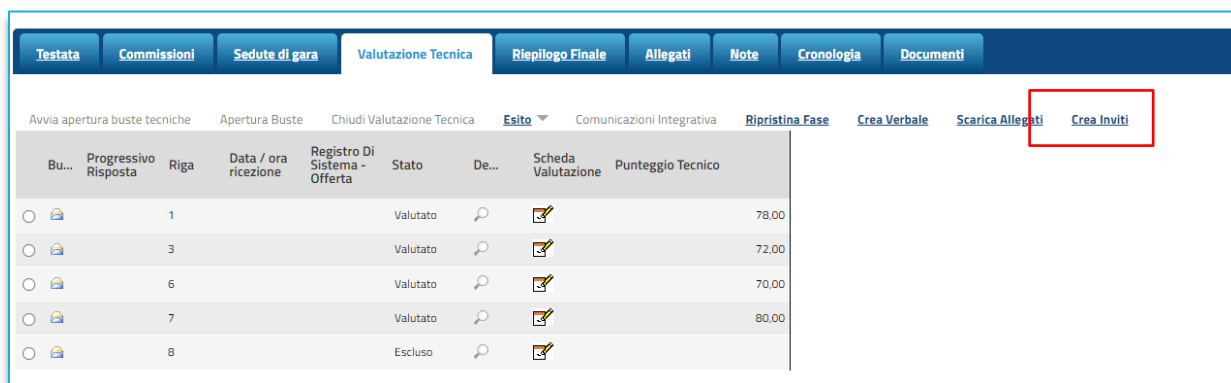 Testata Commissioni Sedute di gara Valutazione Tecnica Riepilogo Finale Allegati Note Cronologia Documenti
Avvia apertura buste tecniche Apertura Buste Chiudi Valutazione Tecnica Esito Comunicazioni Integrativa Ripristina Fase Crea Verbale Scarica Allegati Crea Inviti
Bu... Progressivo Risposta Riga Data / ora ricezione Registro Di Sistema - Offerta Stato De... Scheda Valutazione Punteggio Tecnico
1 Valutato 78,00
3 Valutato 72,00
6 Valutato 70,00
7 Valutato 80,00
8 Escluso